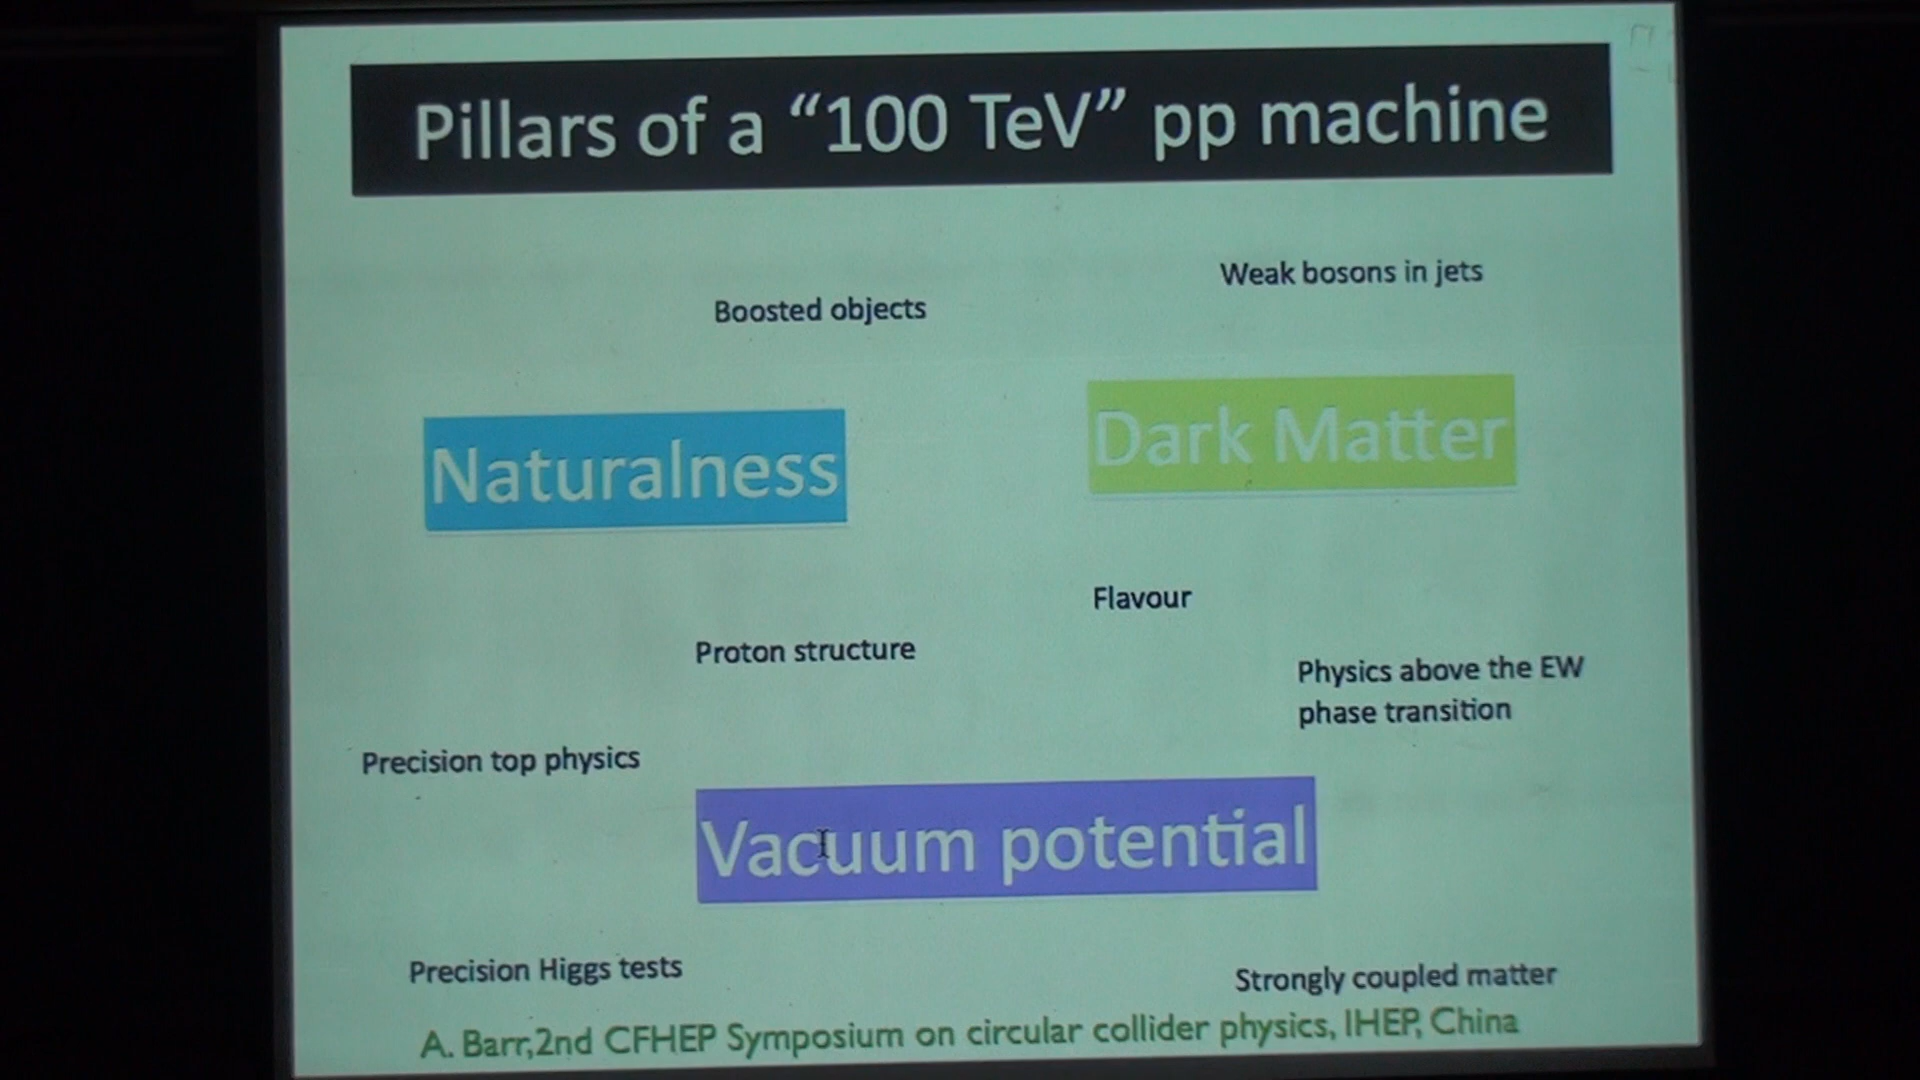 Pillars of a “100 TeV” pp machine
Weak bosons in jets
Boosted objects
Dark Matter
Naturalness
Flavour
Proton structure
Physics above the EW
phase transition
Precision top physics
Vacuum potential
Precision Higgs tests
Strongly coupled matter
A. Barr,2nd CFHEP Symposium on circular collider physics, IHEP, China